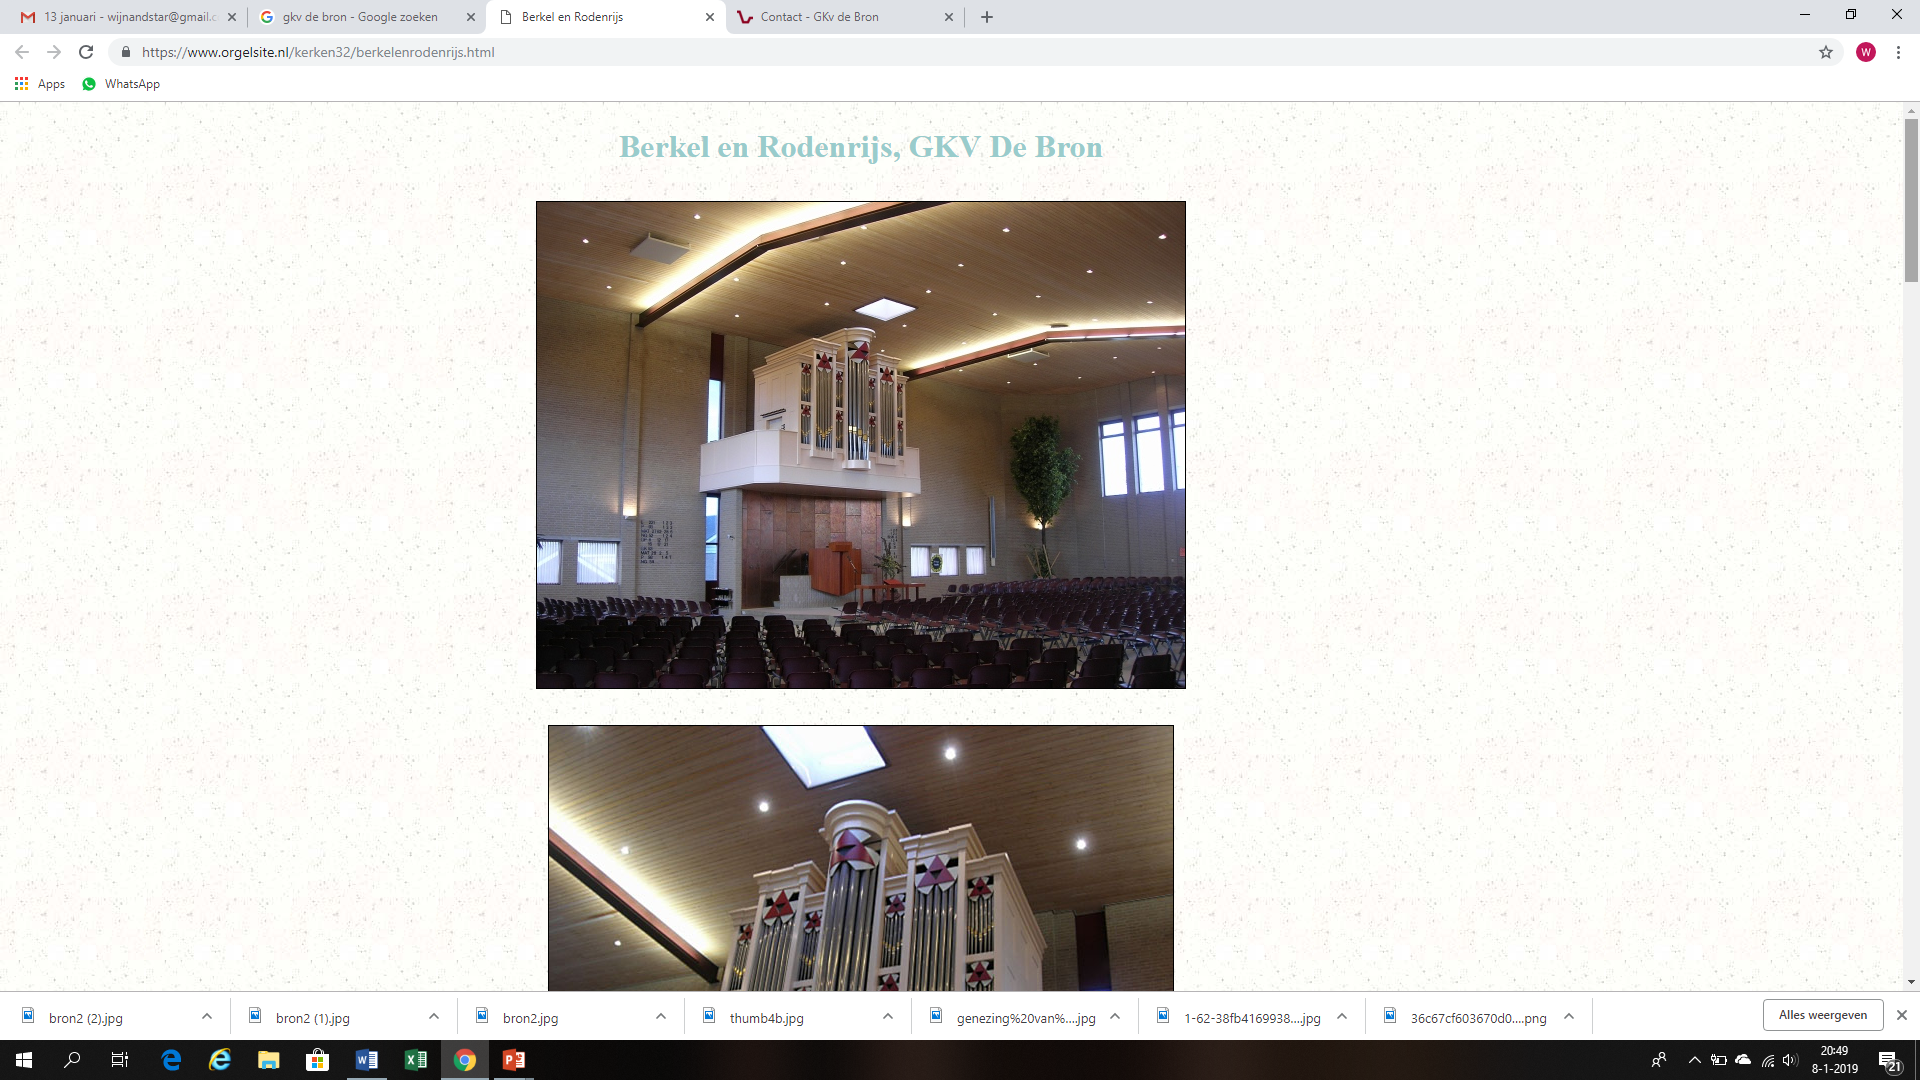 13 januari - wijnandstar@gmail.c
gkv de bron - Google zoeken
Berkel en Rodenrijs
Contact - GKv de Bron
https://www.orgelsite.nl/kerken32/berkelenrodenrijs.html
W
Apps
WhatsApp
Berkel en Rodenrijs, GKV De Bron
bron2 (2).jpg
bron2 (1).jpg
bron2.jpg
thumb4b.jpg
genezing%20van%....jpg
1-62-38fb4169938....jpg
36c67cf603670d0....png
Alles weergeven
20:49
8-1-2019
21